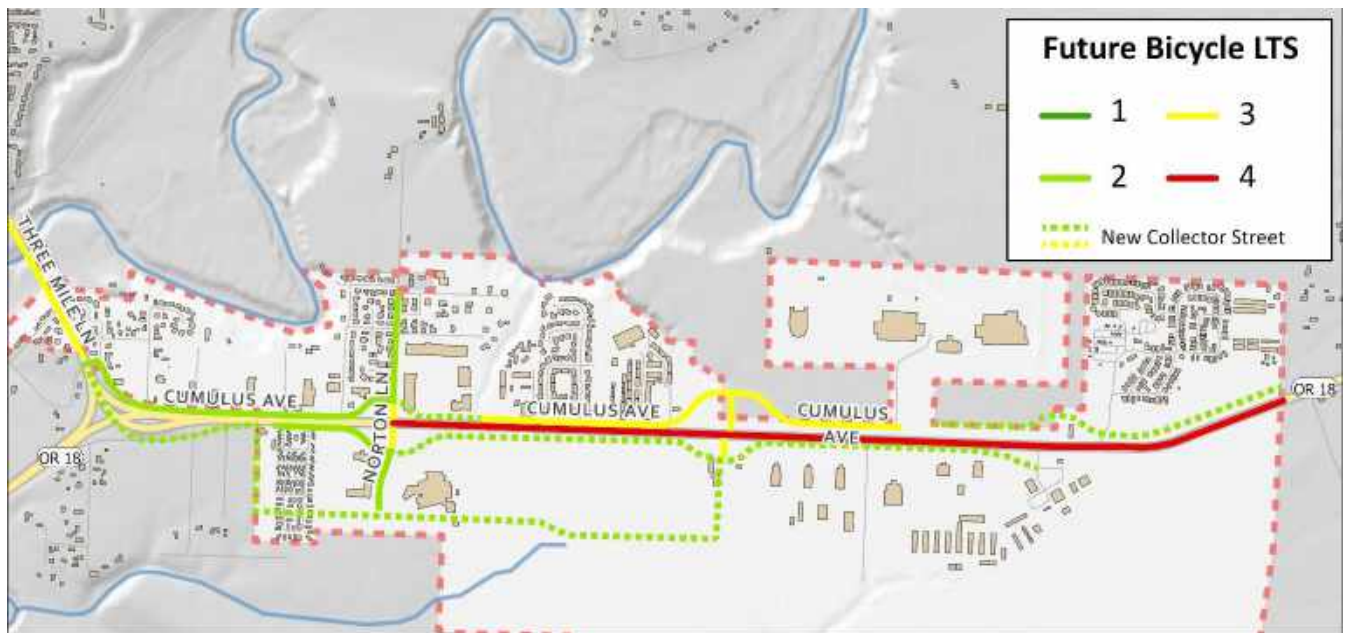 Future Bicycle LTS
1
3
2
4
New Collector Street
THREE MILE LN
CUMULUS AVE
NORTON LN
CUMULUS AVE
CUMULUS
AVE
OR 18
OR 18